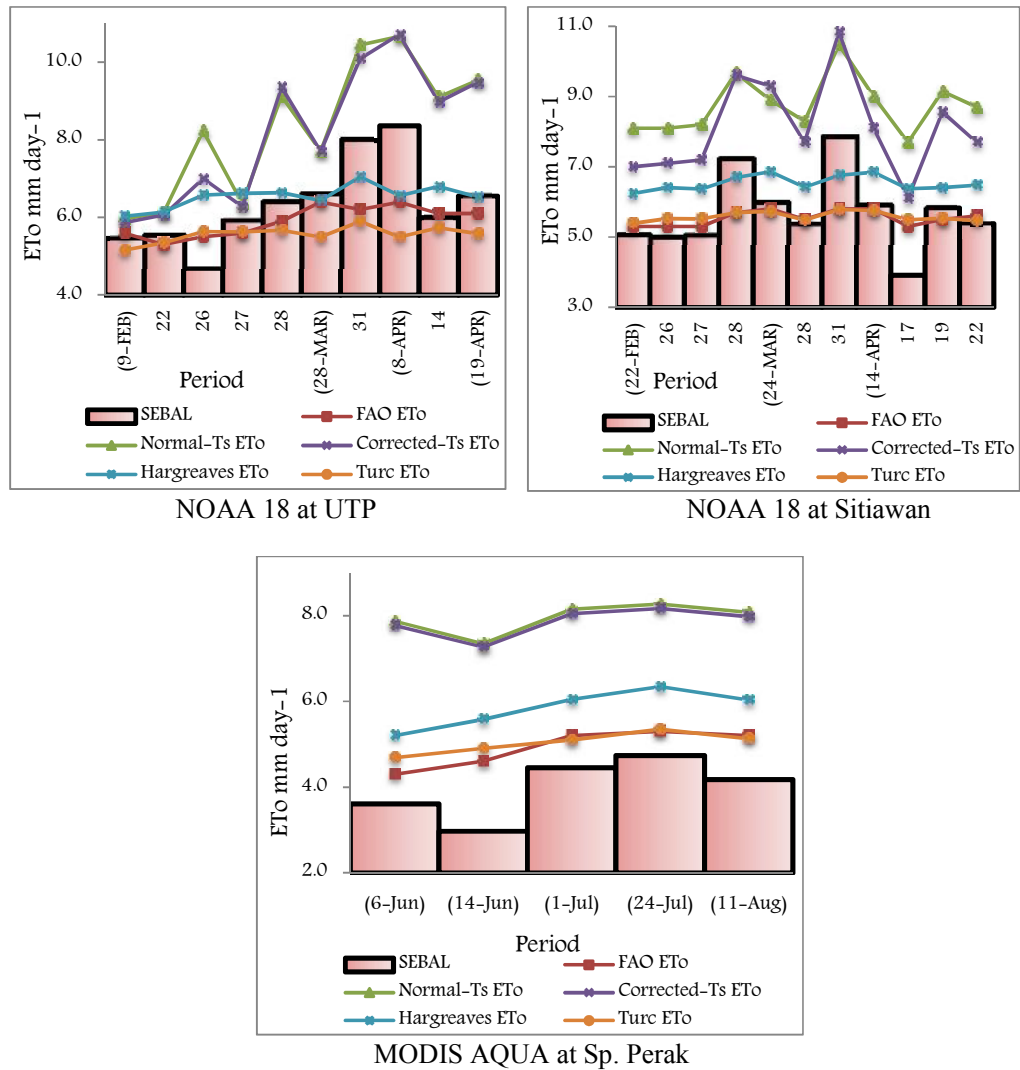 10.0
8.0
6.0
4.0
ETo mm day-1
(9-FEB)
22
26
27
28
(28-MAR)
31
(8-APR)
14
(19-APR)
Period
SEBAL
FAO ETo
Normal-Ts ETo
Corrected-Ts ETo
Hargreaves ETo
Turc ETo
NOAA 18 at UTP
11.0
9.0
7.0
5.0
3.0
ETo mm day-1
(22-FEB)
26
27
28
(24-MAR)
28
31
(14-APR)
17
19
22
Period
SEBAL
FAO ETo
Normal-Ts ETo
Corrected-Ts ETo
Hargreaves ETo
Turc ETo
NOAA 18 at Sitiawan
8.0
6.0
4.0
2.0
ETo mm day-1
(6-Jun)
(14-Jun)
(1-Jul)
(24-Jul)
(11-Aug)
Period
SEBAL
FAO ETo
Normal-Ts ETo
Corrected-Ts ETo
Hargreaves ETo
Turc ETo
MODIS AQUA at Sp. Perak